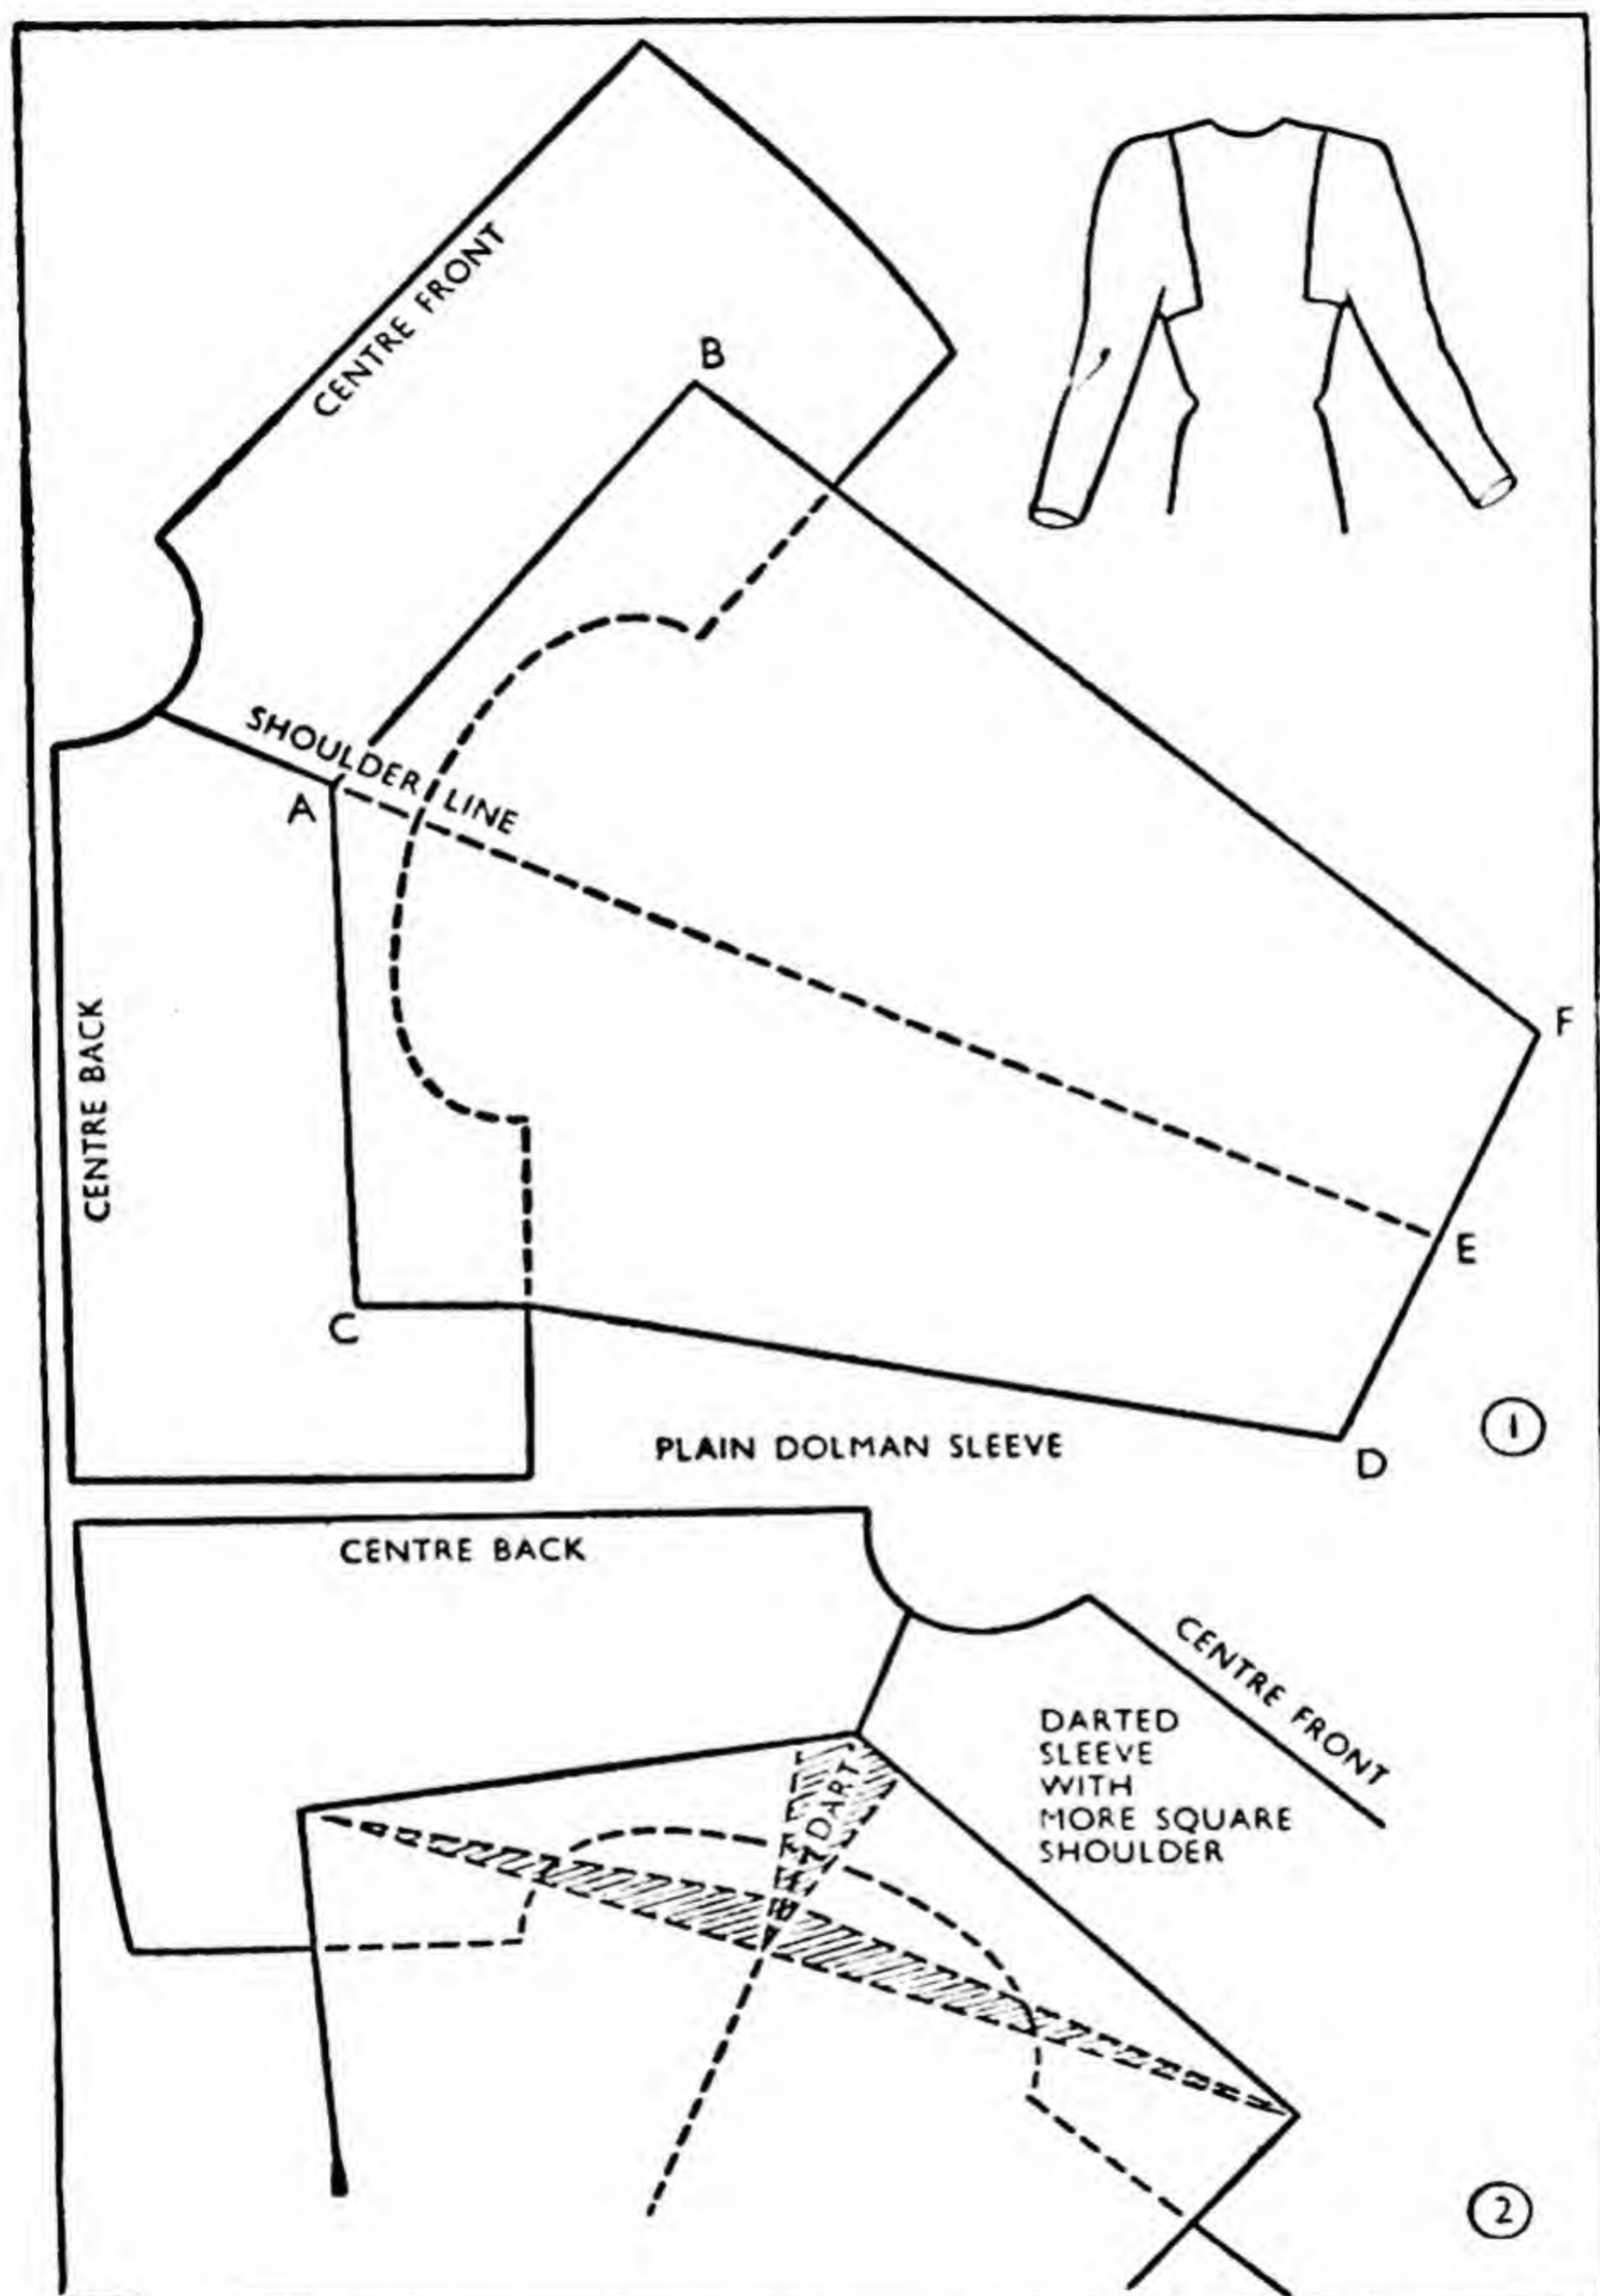 CENTRE FRONT
B
SHOULDER LINE
A
CENTRE BACK
F
E
C
D
1
PLAIN DOLMAN SLEEVE
CENTRE BACK
CENTRE FRONT
DARTED
SLEEVE
WITH
MORE SQUARE
SHOULDER
DART
2